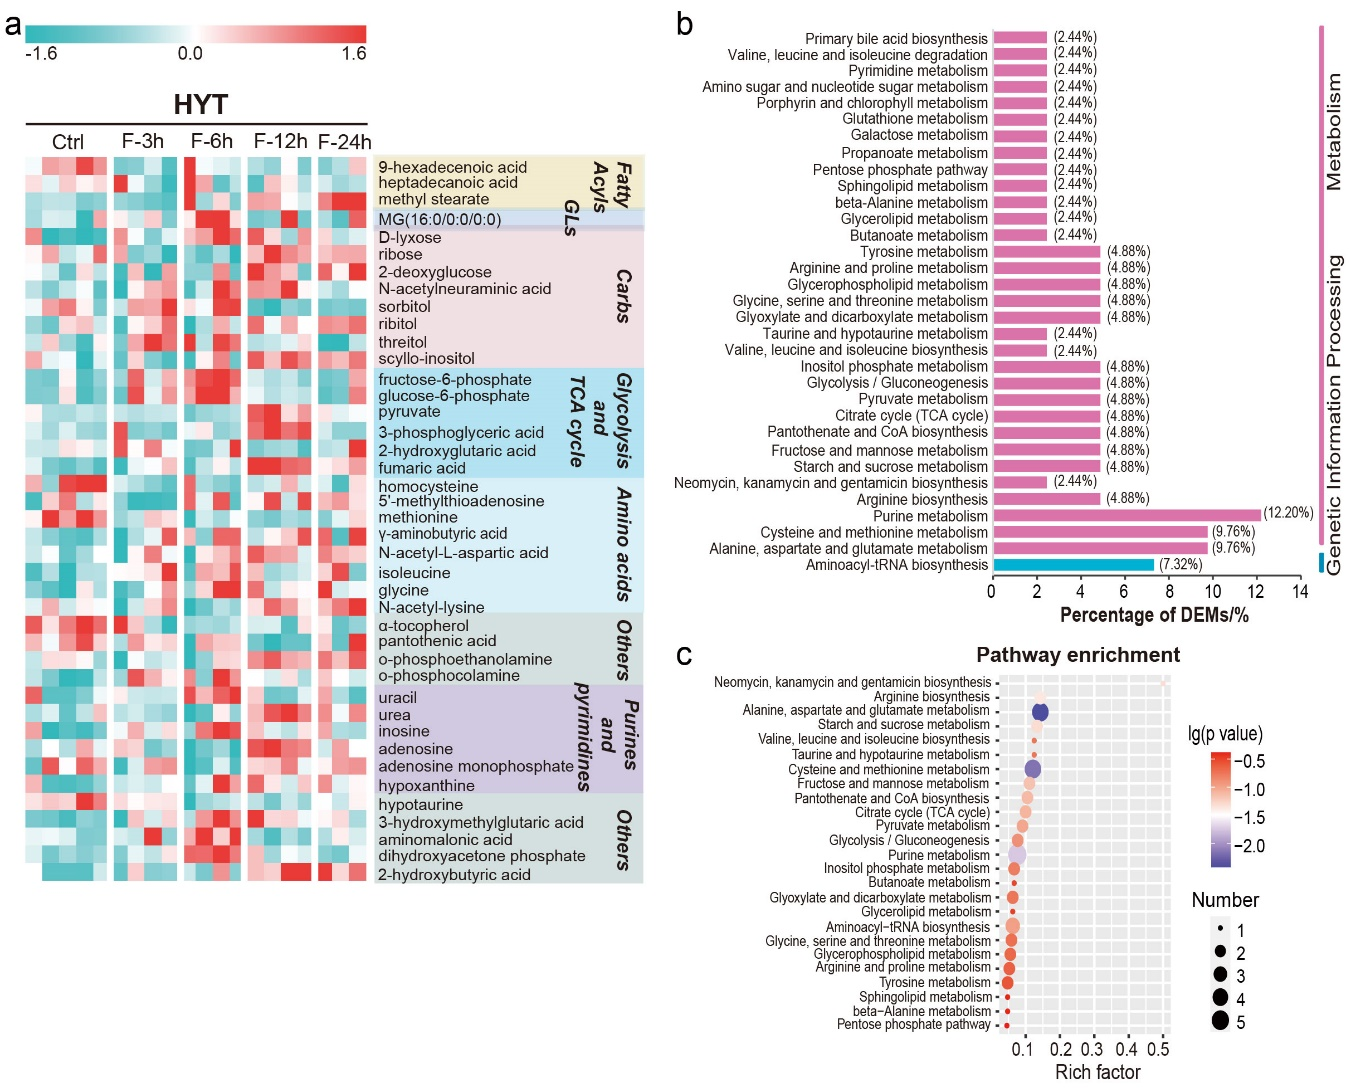 a
-1.6 0.0 1.6
HYT
Ctrl F-3h F-6h F-12h F-24h
9-hexadecenoic acid
heptadecanoic acid
methyl stearate
Fatty
Acyls
MG(16:0/0:0/0:0)
GLs
D-lyxose
ribose
2-deoxyglucose
N-acetylneuraminic acid
sorbitol
ribitol
threitol
scyllo-inositol
Carbs
fructose-6-phosphate
glucose-6-phosphate
pyruvate
3-phosphoglyceric acid
2-hydroxyglutaric acid
fumaric acid
Glycolysis
and
TCA cycle
homocysteine
5'-methylthioadenosine
methionine
γ-aminobutyric acid
N-acetyl-L-aspartic acid
isoleucine
glycine
N-acetyl-lysine
Amino acids
α-tocopherol
pantothenic acid
o-phosphoethanolamine
o-phosphocolamine
Others
uracil
urea
inosine
adenosine
adenosine monophosphate
hypoxanthine
Purines
and
pyrimidines
hypotaurine
3-hydroxymethylglutaric acid
aminomalonic acid
dihydroxyacetone phosphate
2-hydroxybutyric acid
Others
b
Primary bile acid biosynthesis (2.44%)
Valine, leucine and isoleucine degradation (2.44%)
Pyrimidine metabolism (2.44%)
Amino sugar and nucleotide sugar metabolism (2.44%)
Porphyrin and chlorophyll metabolism (2.44%)
Glutathione metabolism (2.44%)
Galactose metabolism (2.44%)
Propanoate metabolism (2.44%)
Pentose phosphate pathway (2.44%)
Sphingolipid metabolism (2.44%)
beta-Alanine metabolism (2.44%)
Glycerolipid metabolism (2.44%)
Butanoate metabolism (2.44%)
Tyrosine metabolism (4.88%)
Arginine and proline metabolism (4.88%)
Glycerophospholipid metabolism (4.88%)
Glycine, serine and threonine metabolism (4.88%)
Glyoxylate and dicarboxylate metabolism (4.88%)
Taurine and hypotaurine metabolism (2.44%)
Valine, leucine and isoleucine biosynthesis (2.44%)
Inositol phosphate metabolism (4.88%)
Glycolysis / Gluconeogenesis (4.88%)
Pyruvate metabolism (4.88%)
Citrate cycle (TCA cycle) (4.88%)
Pantothenate and CoA biosynthesis (4.88%)
Fructose and mannose metabolism (4.88%)
Starch and sucrose metabolism (4.88%)
Neomycin, kanamycin and gentamicin biosynthesis (2.44%)
Arginine biosynthesis (4.88%)
Purine metabolism (12.20%)
Cysteine and methionine metabolism (9.76%)
Alanine, aspartate and glutamate metabolism (9.76%)
Aminoacyl-tRNA biosynthesis (7.32%)
0 2 4 6 8 10 12 14
Percentage of DEMs/%
Metabolism
Genetic Information Processing
c
Pathway enrichment
Neomycin, kanamycin and gentamicin biosynthesis
Arginine biosynthesis
Alanine, aspartate and glutamate metabolism
Starch and sucrose metabolism
Valine, leucine and isoleucine biosynthesis
Taurine and hypotaurine metabolism
Cysteine and methionine metabolism
Fructose and mannose metabolism
Pantothenate and CoA biosynthesis
Citrate cycle (TCA cycle)
Pyruvate metabolism
Glycolysis / Gluconeogenesis
Purine metabolism
Inositol phosphate metabolism
Butanoate metabolism
Glyoxylate and dicarboxylate metabolism
Glycerolipid metabolism
Aminoacyl−tRNA biosynthesis
Glycine, serine and threonine metabolism
Glycerophospholipid metabolism
Arginine and proline metabolism
Tyrosine metabolism
Sphingolipid metabolism
beta−Alanine metabolism
Pentose phosphate pathway
0.1 0.2 0.3 0.4 0.5
Rich factor
lg(p value)
−0.5
−1.0
−1.5
−2.0
Number
1
2
3
4
5